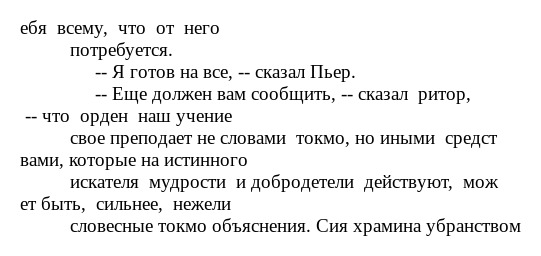 ебя всему, что от него
потребуется.
-- Я готов на все, -- сказал Пьер.
-- Еще должен вам сообщить, -- сказал ритор,
-- что орден наш учение
свое преподает не словами токмо, но иными средст
вами, которые на истинного
искателя мудрости и добродетели действуют, мож
ет быть, сильнее, нежели
словесные токмо объяснения. Сия храмина убранством